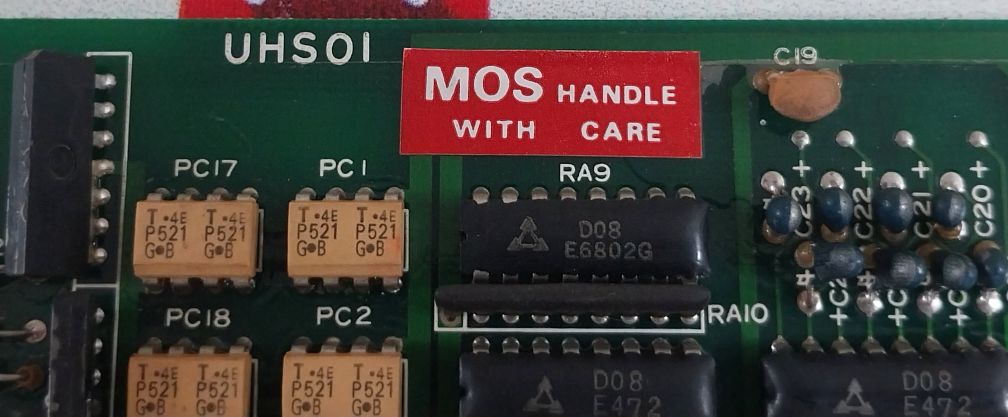 UHS01
MOS HANDLE
WITH CARE
C19
PC17
PC1
RA9
T •4E T •4E
P521 P521
G●B G●B
T •4E T •4E
P521 P521
G●B G●B
D08
E6802G
C23 +
C22 +
C21 +
C20 +
PC18
PC2
RA10
+C
+C
+C
T •4E T •4E
P521 P521
G●B G●B
T •4E T •4E
P521 P521
G●B G●B
D08
E472
D08
E472